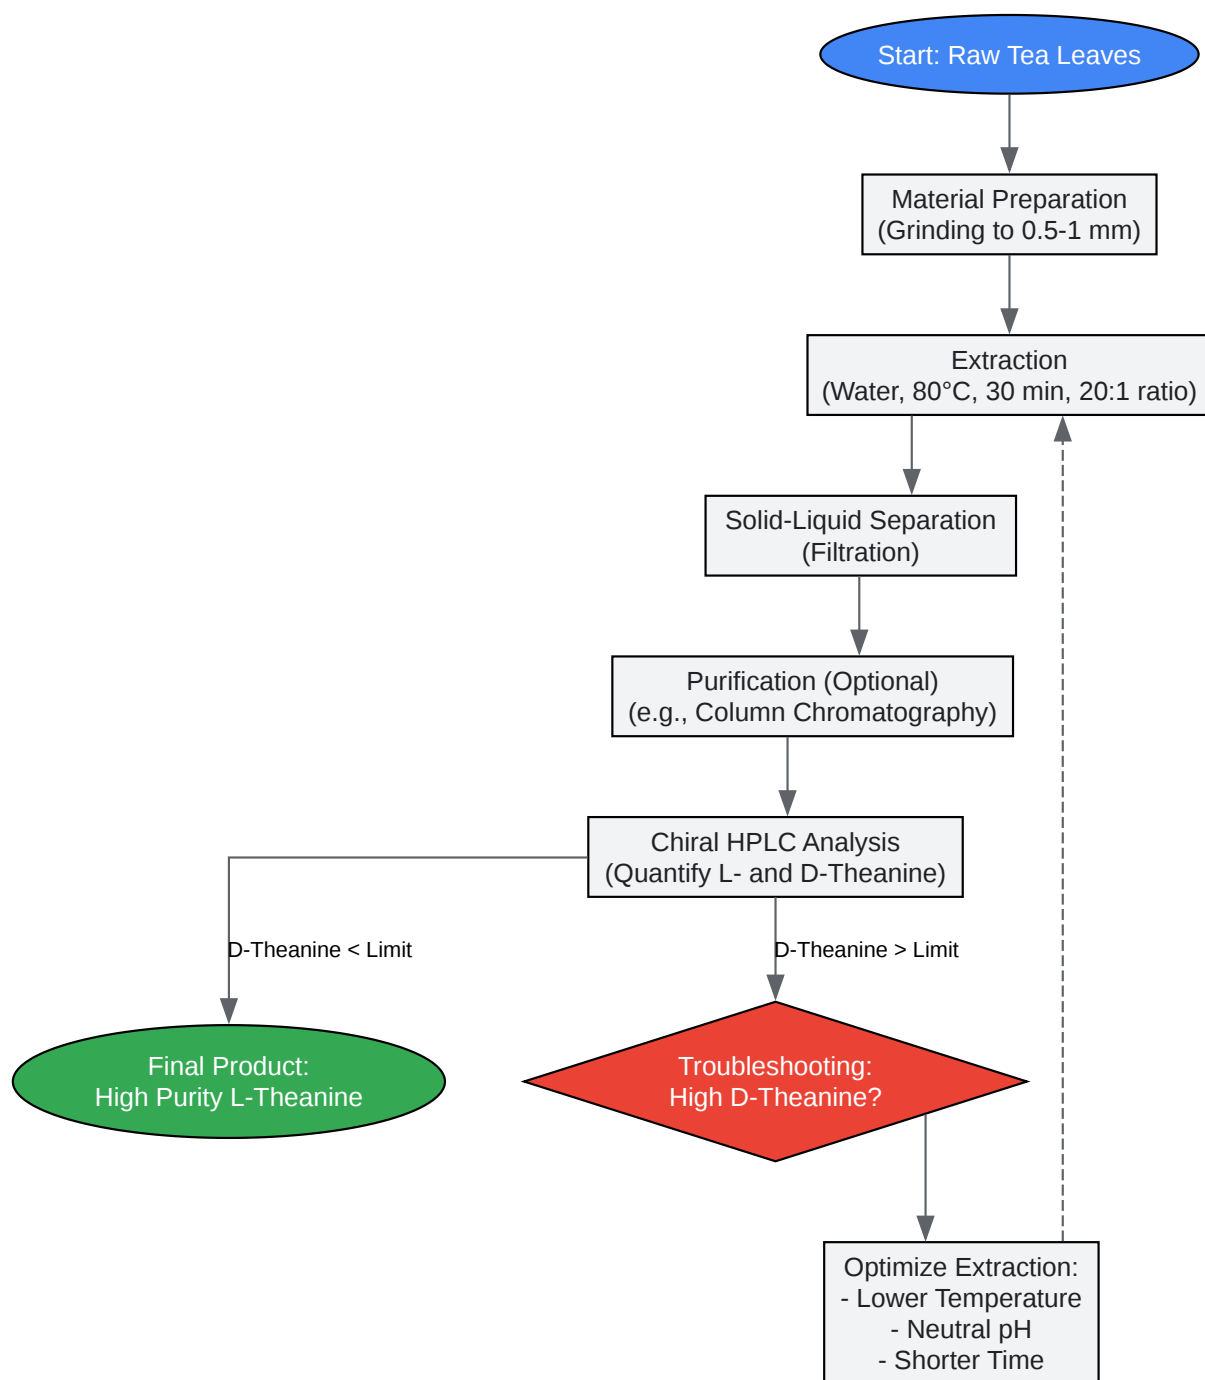 Start: Raw Tea Leaves
Material Preparation
(Grinding to 0.5-1 mm)
Extraction
(Water, 80°C, 30 min, 20:1 ratio)
Solid-Liquid Separation
(Filtration)
Purification (Optional)
(e.g., Column Chromatography)
Chiral HPLC Analysis
(Quantify L- and D-Theanine)
D-Theanine < Limit
D-Theanine > Limit
Final Product:
High Purity L-Theanine
Troubleshooting:
High D-Theanine?
Optimize Extraction:
- Lower Temperature
- Neutral pH
- Shorter Time